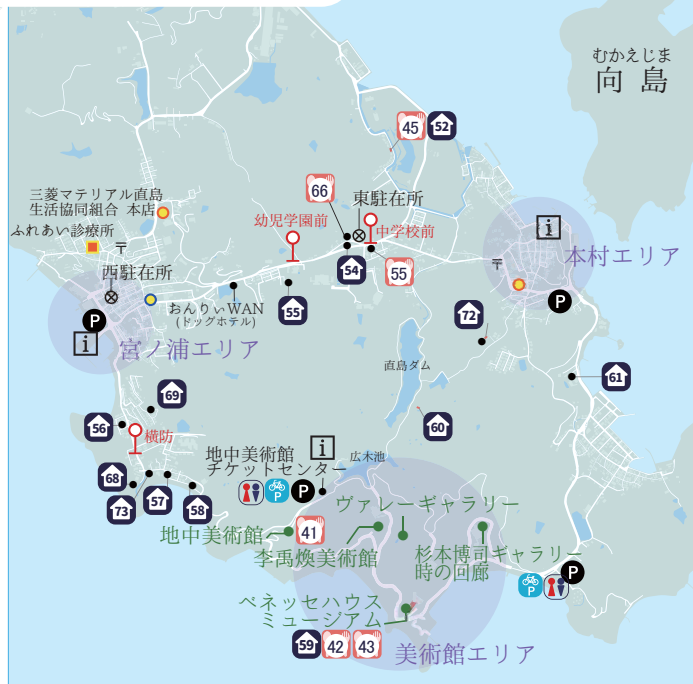 むかえじま
向島
45
52
三菱マテリアル直島
生活協同組合 本店
ふれあい診療所
〒
西駐在所
66
東駐在所
幼児学園前
中学校前
54
55
i
本村エリア
〒
P
P
i
宮ノ浦エリア
おんりぃWAN
(ドッグホテル)
55
72
直島ダム
61
69
56
横防
60
地中美術館
チケットセンター
i
広木池
P
P
68
73
57
58
ヴァレーギャラリー
地中美術館
41
李禹煥美術館
杉本博司ギャラリー
時の回廊
P
P
ベネッセハウス
ミュージアム
59
42
43
美術館エリア